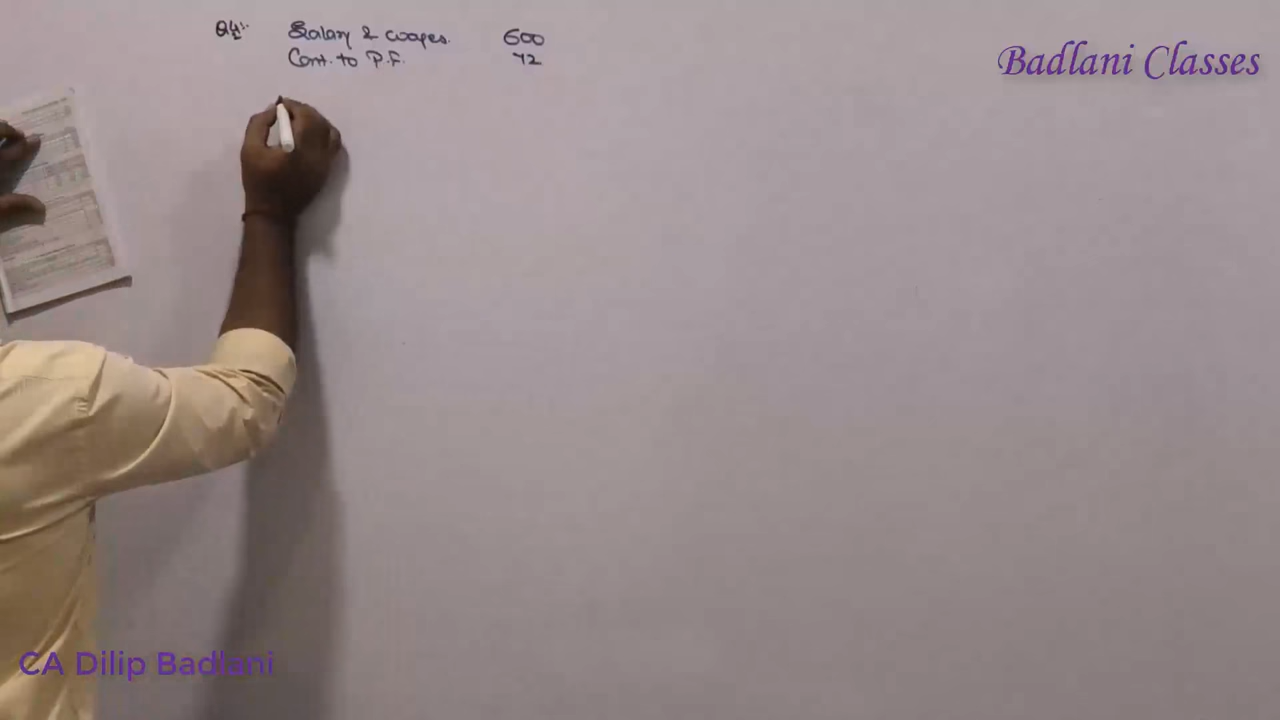 Q4:- Salary & wages. 600
Cont. to P.F. 72
Badlani Classes
CA Dilip Badlani